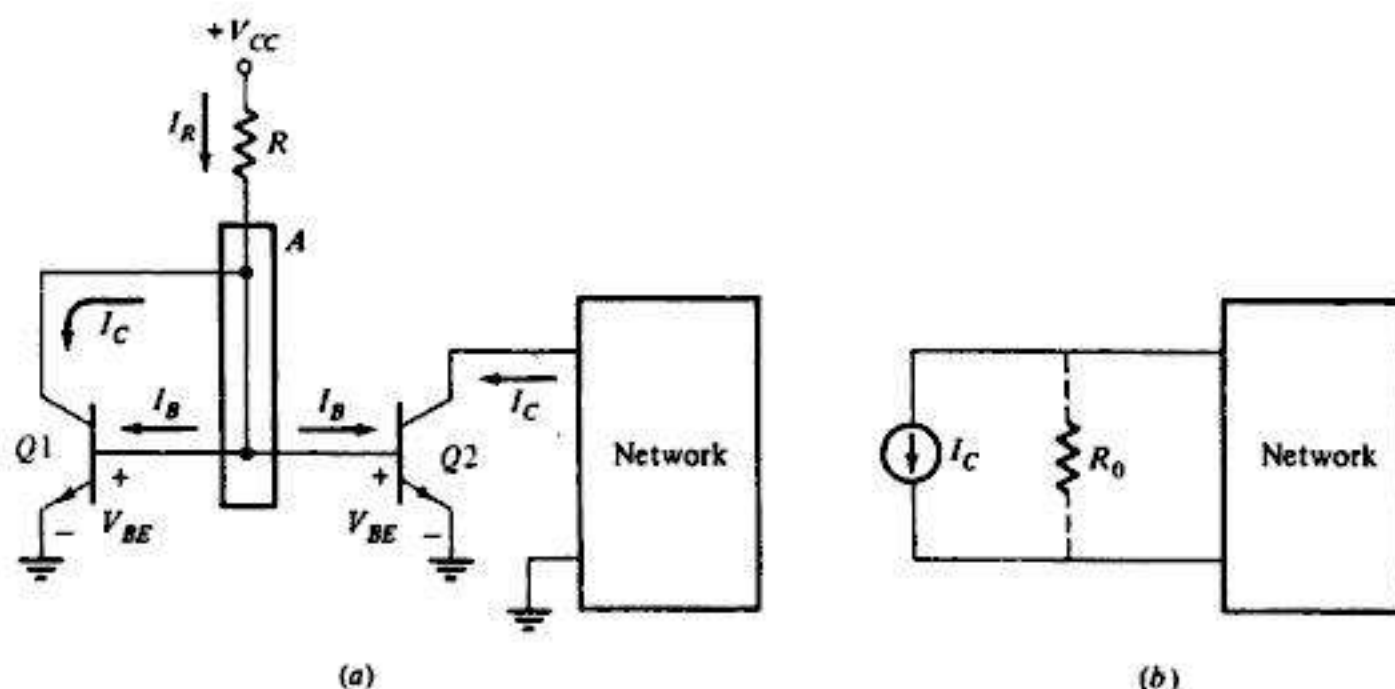 +V_CC
I_R
R
A
I_C
I_B
I_B
Q1
+
V_BE
−
Q2
+
V_BE
−
I_C
Network
(a)
I_C
R_0
Network
(b)